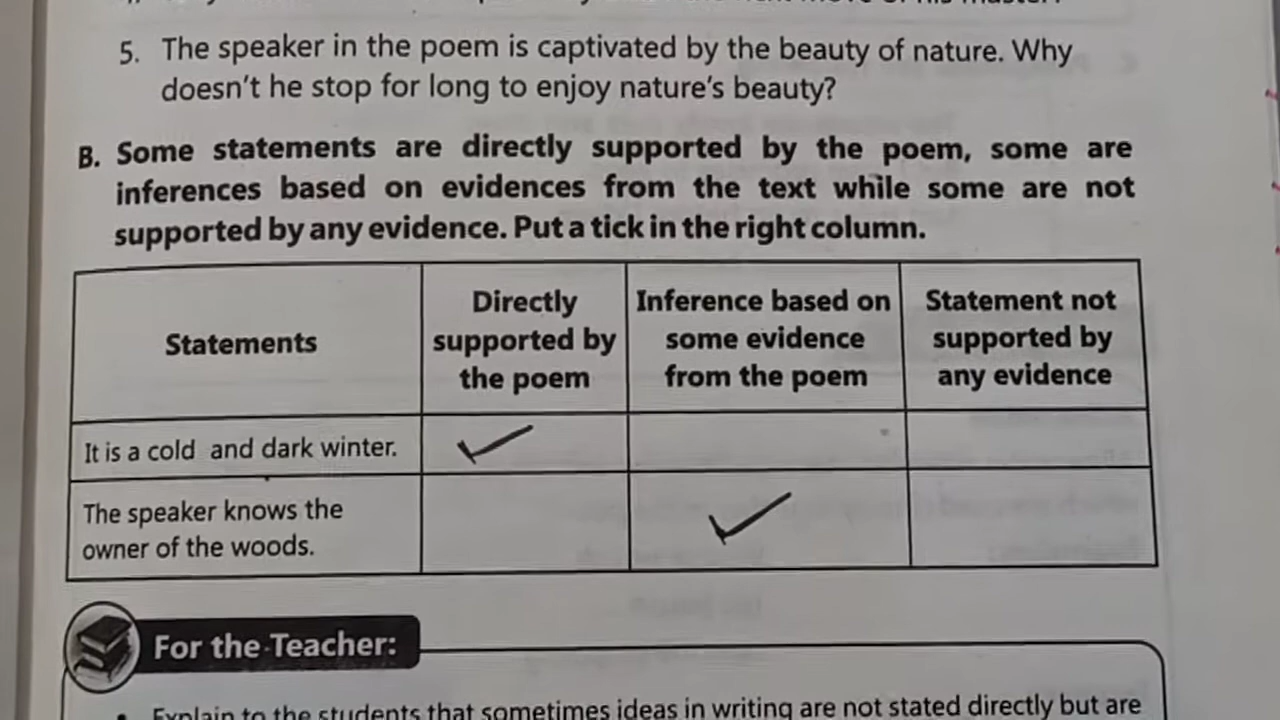 5. The speaker in the poem is captivated by the beauty of nature. Why
doesn't he stop for long to enjoy nature's beauty?
B. Some statements are directly supported by the poem, some are
inferences based on evidences from the text while some are not
supported by any evidence. Put a tick in the right column.
Statements
Directly
supported by
the poem
Inference based on
some evidence
from the poem
Statement not
supported by
any evidence
It is a cold and dark winter.
The speaker knows the
owner of the woods.
For the Teacher:
Explain to the students that sometimes ideas in writing are not stated directly but are